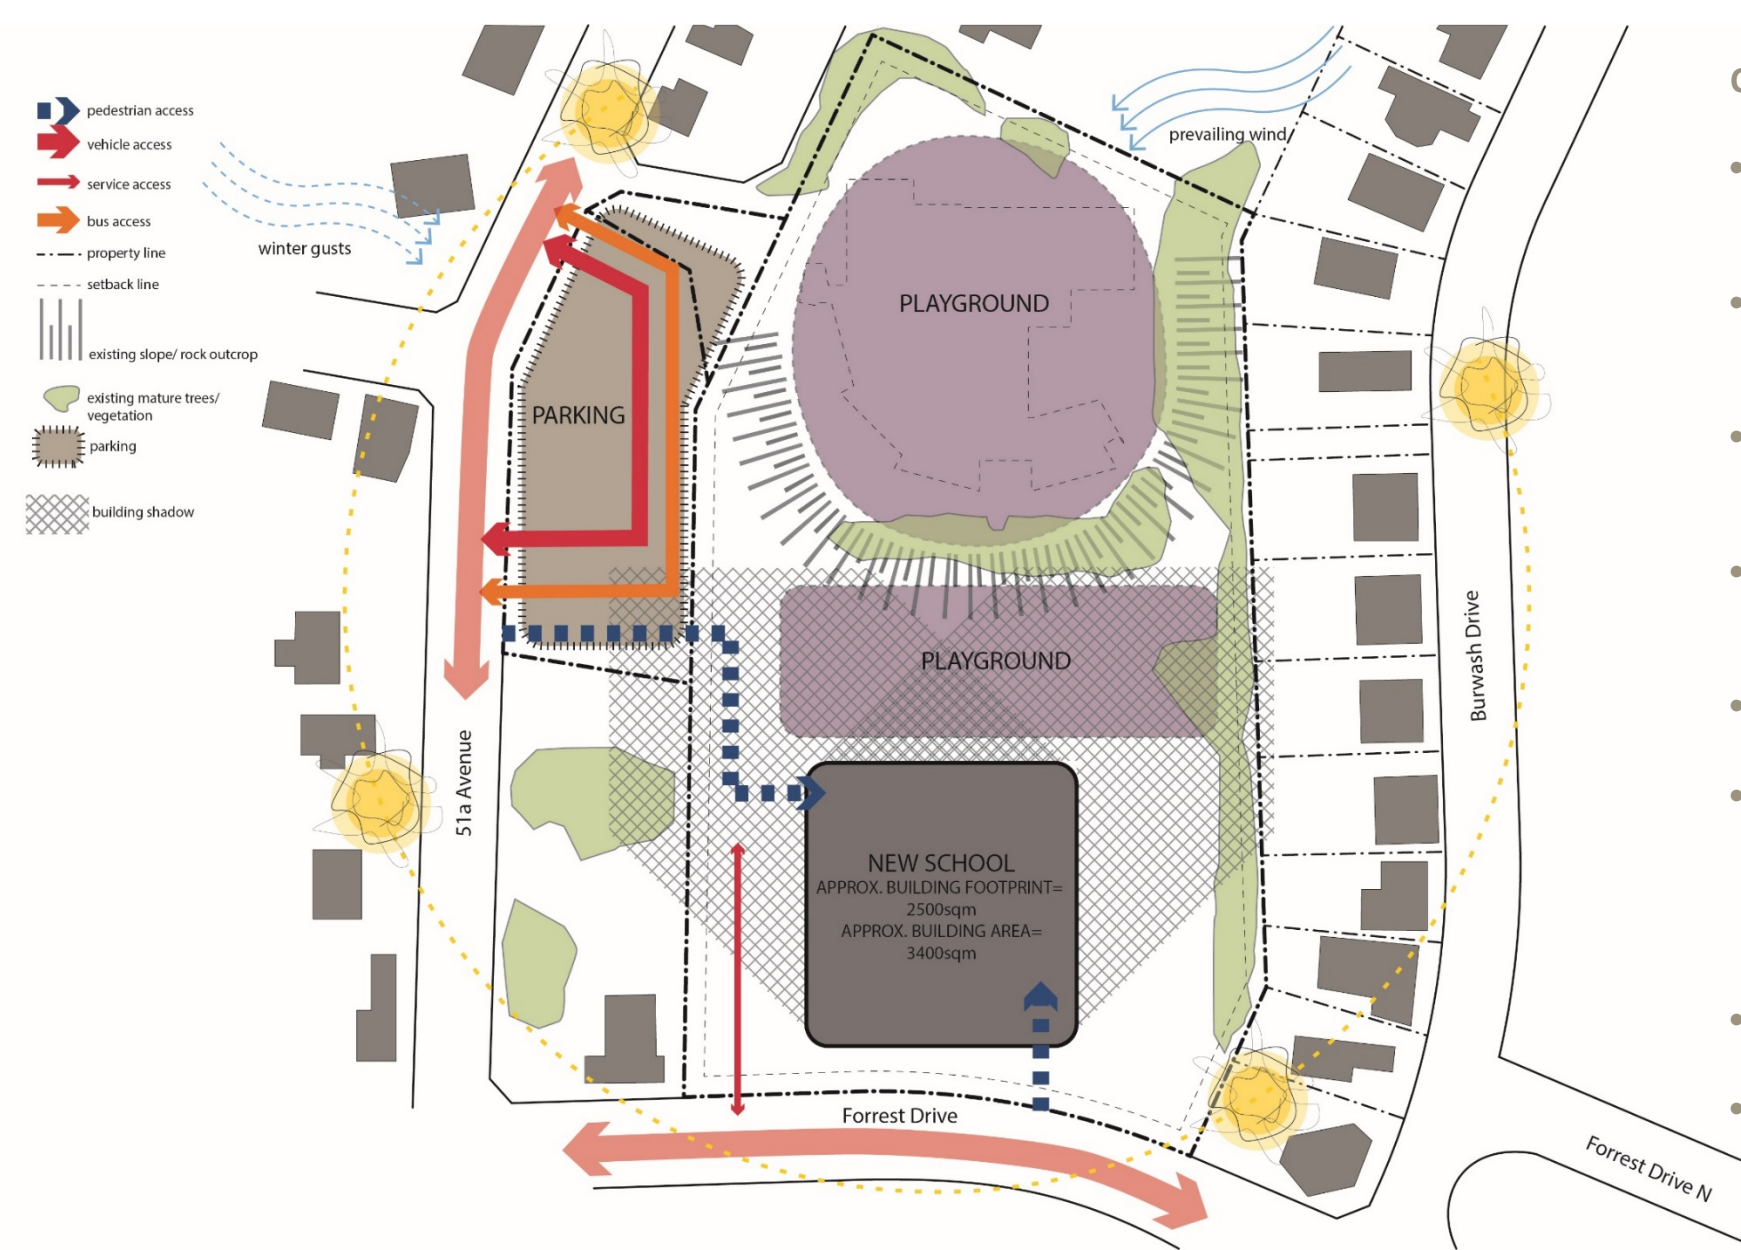 pedestrian access
vehicle access
service access
bus access
property line
setback line
existing slope/ rock outcrop
existing mature trees/
vegetation
parking
building shadow
winter gusts
prevailing wind
PLAYGROUND
PARKING
PLAYGROUND
Burwash Drive
51a Avenue
NEW SCHOOL
APPROX. BUILDING FOOTPRINT=
2500sqm
APPROX. BUILDING AREA=
3400sqm
Forrest Drive
Forrest Drive N